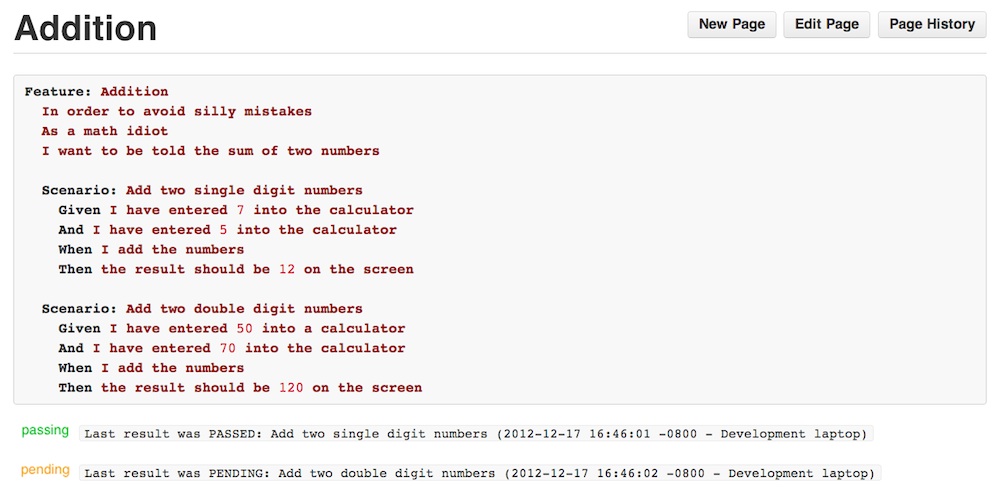 Addition
New Page Edit Page Page History
Feature: Addition
In order to avoid silly mistakes
As a math idiot
I want to be told the sum of two numbers
Scenario: Add two single digit numbers
Given I have entered 7 into the calculator
And I have entered 5 into the calculator
When I add the numbers
Then the result should be 12 on the screen
Scenario: Add two double digit numbers
Given I have entered 50 into a calculator
And I have entered 70 into the calculator
When I add the numbers
Then the result should be 120 on the screen
passing Last result was PASSED: Add two single digit numbers (2012-12-17 16:46:01 -0800 - Development laptop)
pending Last result was PENDING: Add two double digit numbers (2012-12-17 16:46:02 -0800 - Development laptop)